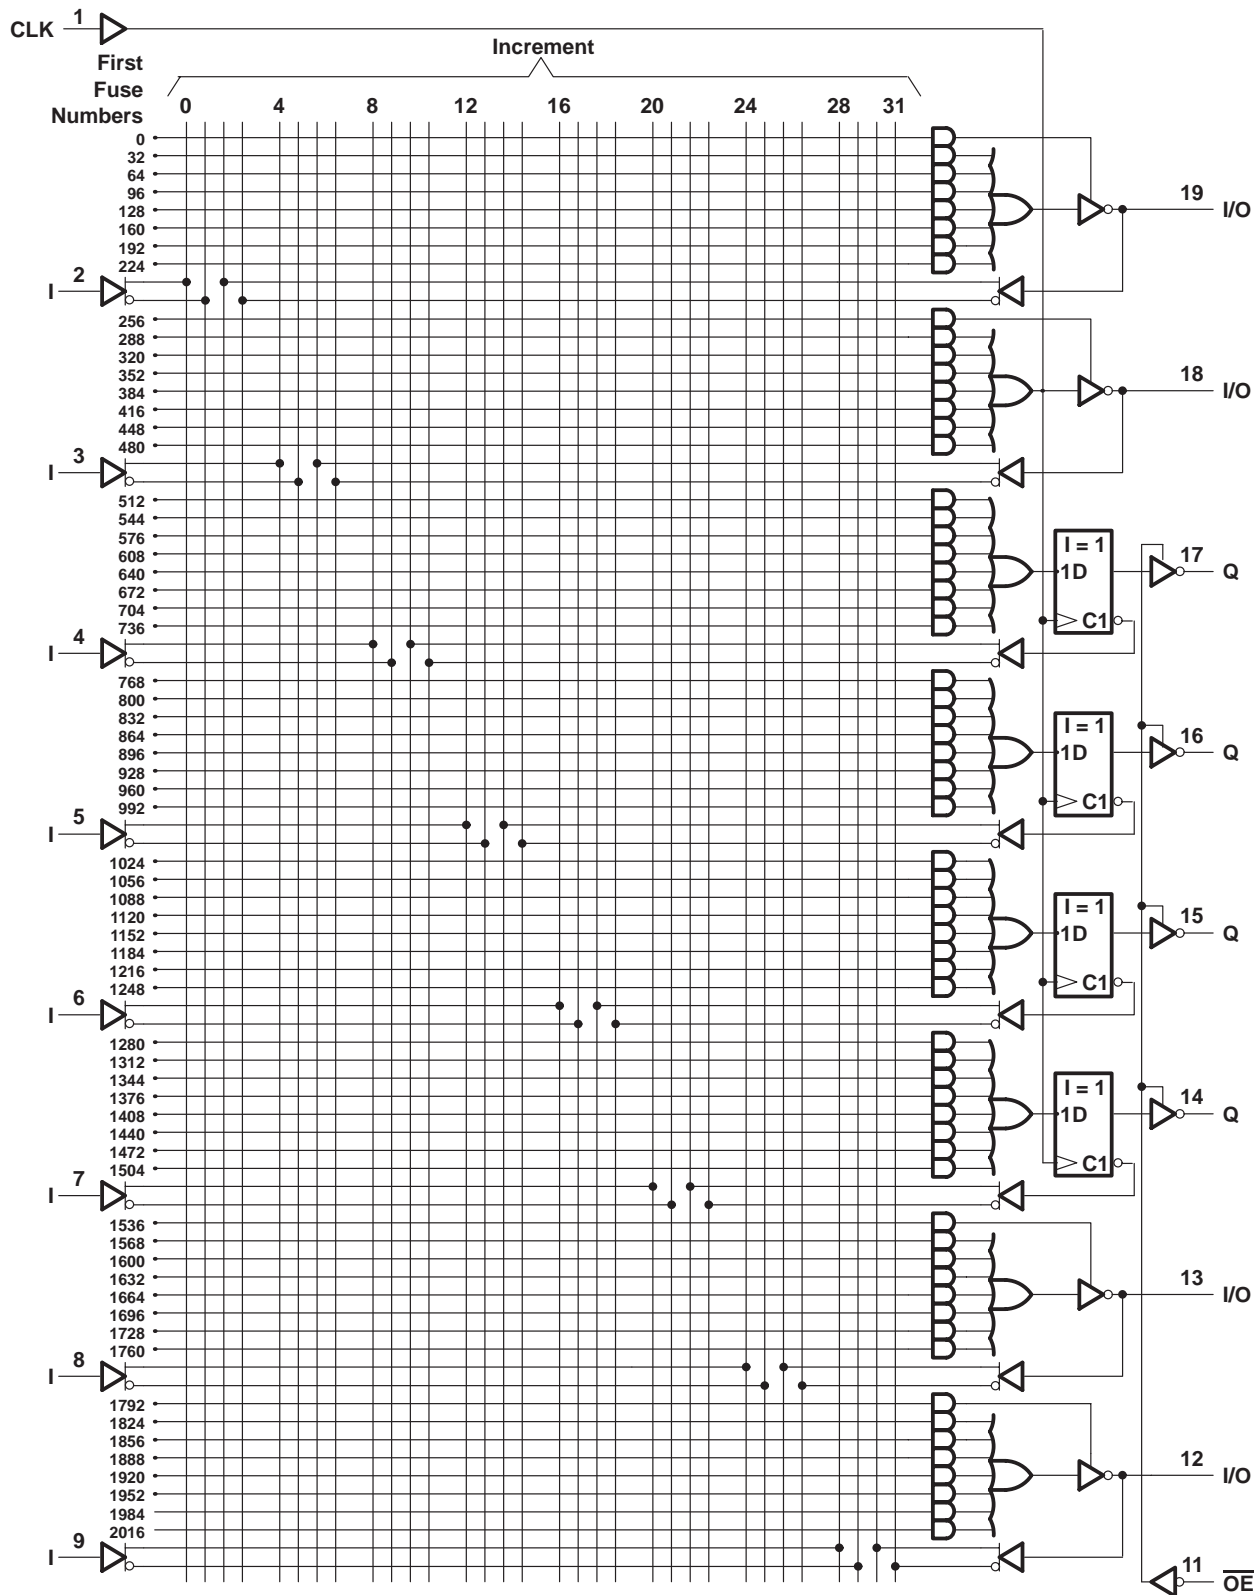 CLK 1
First
Fuse
Numbers
Increment
0 4 8 12 16 20 24 28 31
0
32
64
96
128
160
192
224
19 I/O
I 2
256
288
320
352
384
416
448
480
18 I/O
I 3
512
544
576
608
640
672
704
736
I = 1
1D
C1
17 Q
I 4
768
800
832
864
896
928
960
992
I = 1
1D
C1
16 Q
I 5
1024
1056
1088
1120
1152
1184
1216
1248
I = 1
1D
C1
15 Q
I 6
1280
1312
1344
1376
1408
1440
1472
1504
I = 1
1D
C1
14 Q
I 7
1536
1568
1600
1632
1664
1696
1728
1760
13 I/O
I 8
1792
1824
1856
1888
1920
1952
1984
2016
12 I/O
I 9
11 O̅E̅